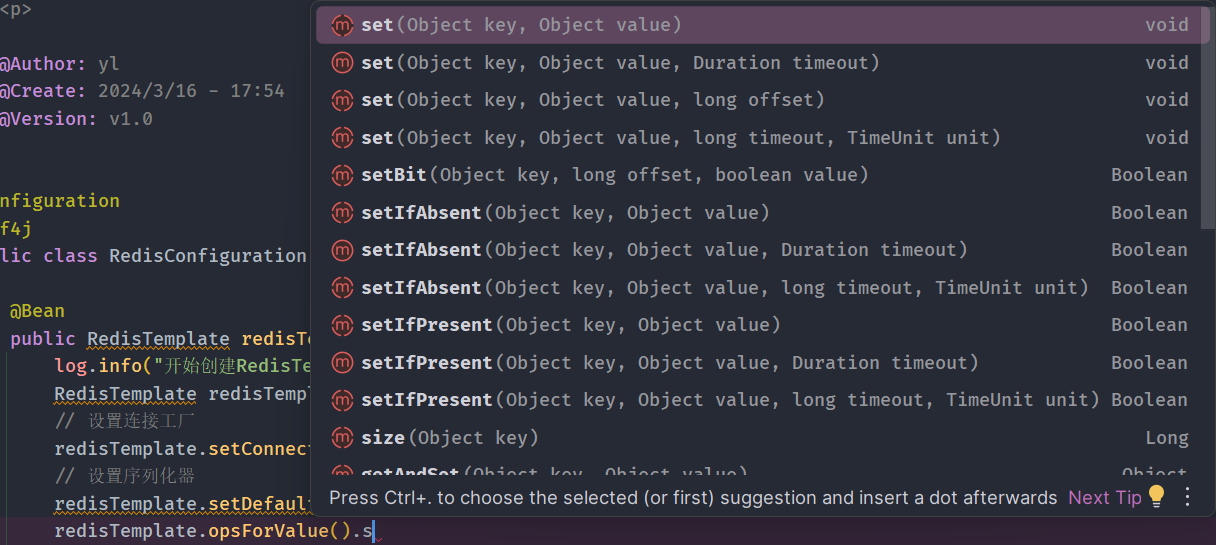 <p>
@Author: yl
@Create: 2024/3/16 - 17:54
@Version: v1.0
nfiguration
f4j
lic class RedisConfiguration
@Bean
public RedisTemplate redisTe
log.info("开始创建RedisTe
RedisTemplate redisTempl
// 设置连接工厂
redisTemplate.setConnect
// 设置序列化器
redisTemplate.setDefault
redisTemplate.opsForValue().s
set(Object key, Object value) void
set(Object key, Object value, Duration timeout) void
set(Object key, Object value, long offset) void
set(Object key, Object value, long timeout, TimeUnit unit) void
setBit(Object key, long offset, boolean value) Boolean
setIfAbsent(Object key, Object value) Boolean
setIfAbsent(Object key, Object value, Duration timeout) Boolean
setIfAbsent(Object key, Object value, long timeout, TimeUnit unit) Boolean
setIfPresent(Object key, Object value) Boolean
setIfPresent(Object key, Object value, Duration timeout) Boolean
setIfPresent(Object key, Object value, long timeout, TimeUnit unit) Boolean
size(Object key) Long
getAndSet(Object key, Object value) Object
Press Ctrl+. to choose the selected (or first) suggestion and insert a dot afterwards Next Tip